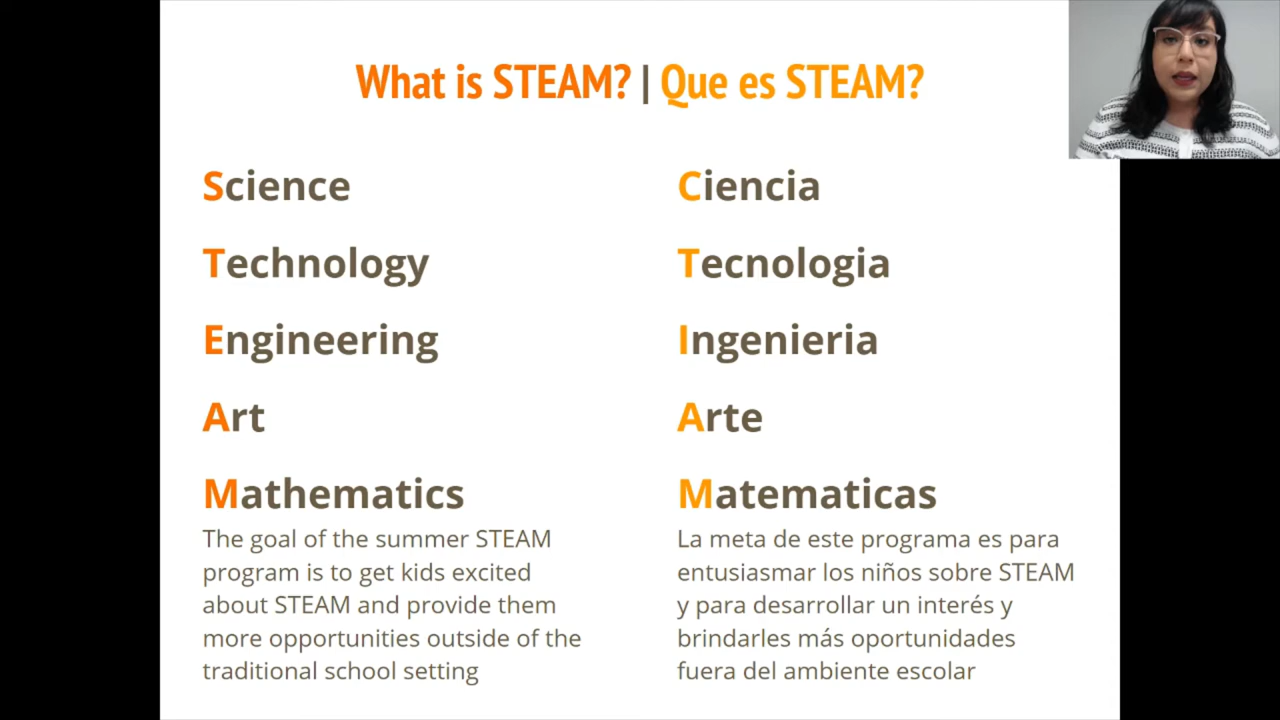 What is STEAM? | Que es STEAM?
Science
Technology
Engineering
Art
Mathematics
The goal of the summer STEAM
program is to get kids excited
about STEAM and provide them
more opportunities outside of the
traditional school setting
Ciencia
Tecnologia
Ingenieria
Arte
Matematicas
La meta de este programa es para
entusiasmar los niños sobre STEAM
y para desarrollar un interés y
brindarles más oportunidades
fuera del ambiente escolar